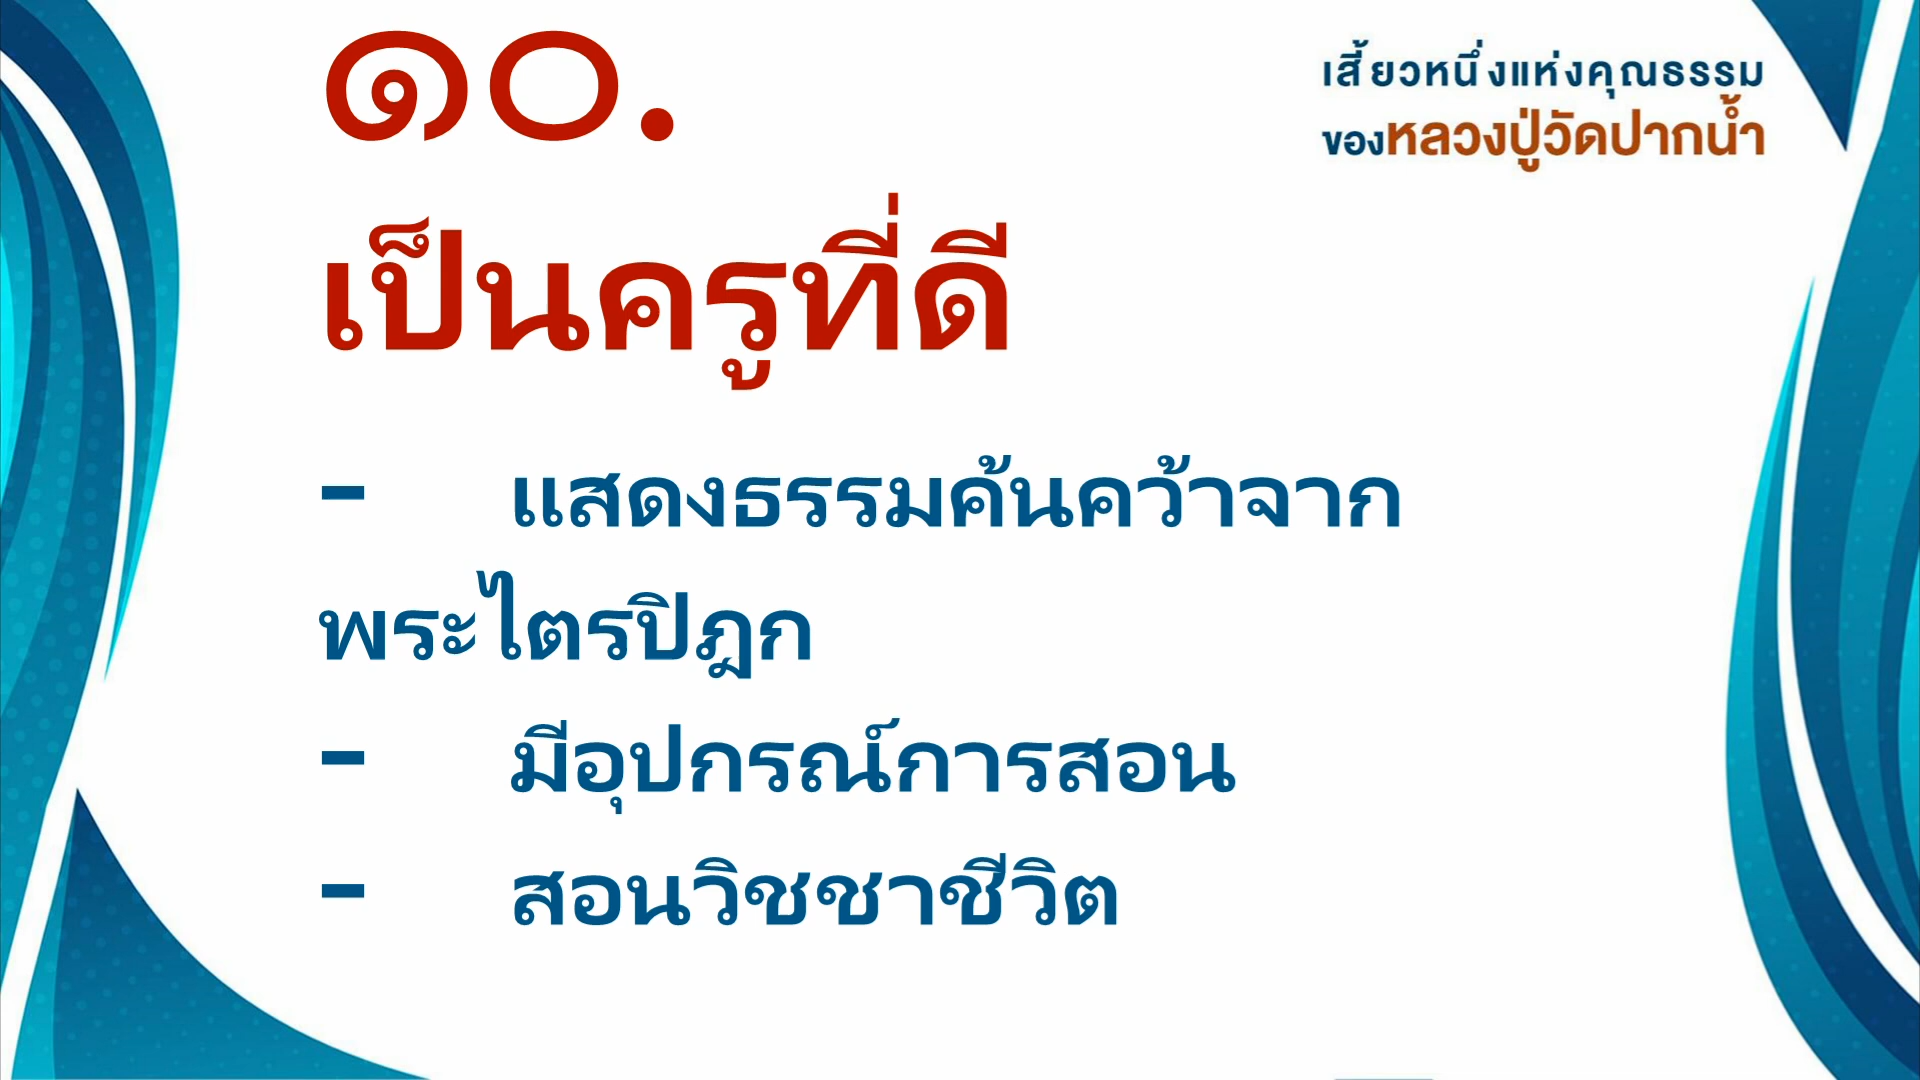 ๑๐.
เสี้ยวหนึ่งแห่งคุณธรรม
ของหลวงปู่วัดปากน้ำ
เป็นครูที่ดี
- แสดงธรรมค้นคว้าจาก
พระไตรปิฎก
- มีอุปกรณ์การสอน
- สอนวิชชาชีวิต